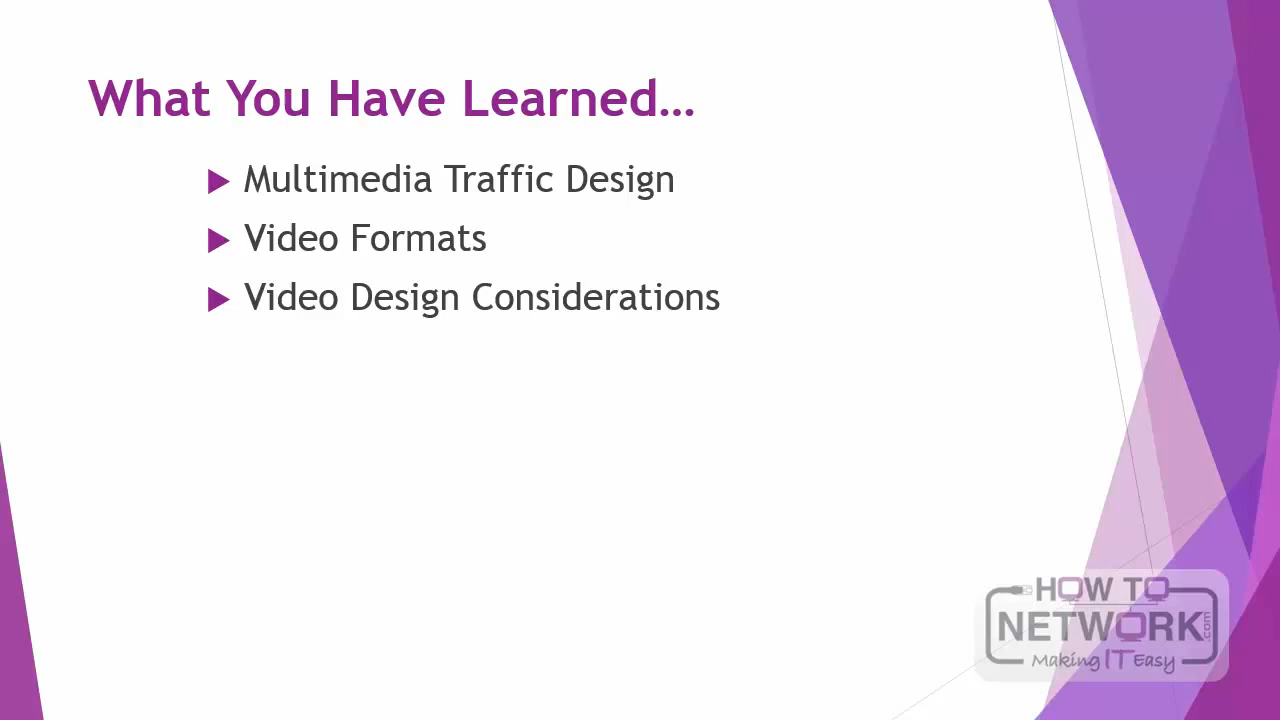 What You Have Learned…
Multimedia Traffic Design
Video Formats
Video Design Considerations
HOW TO
NETWORK.com
Making IT Easy